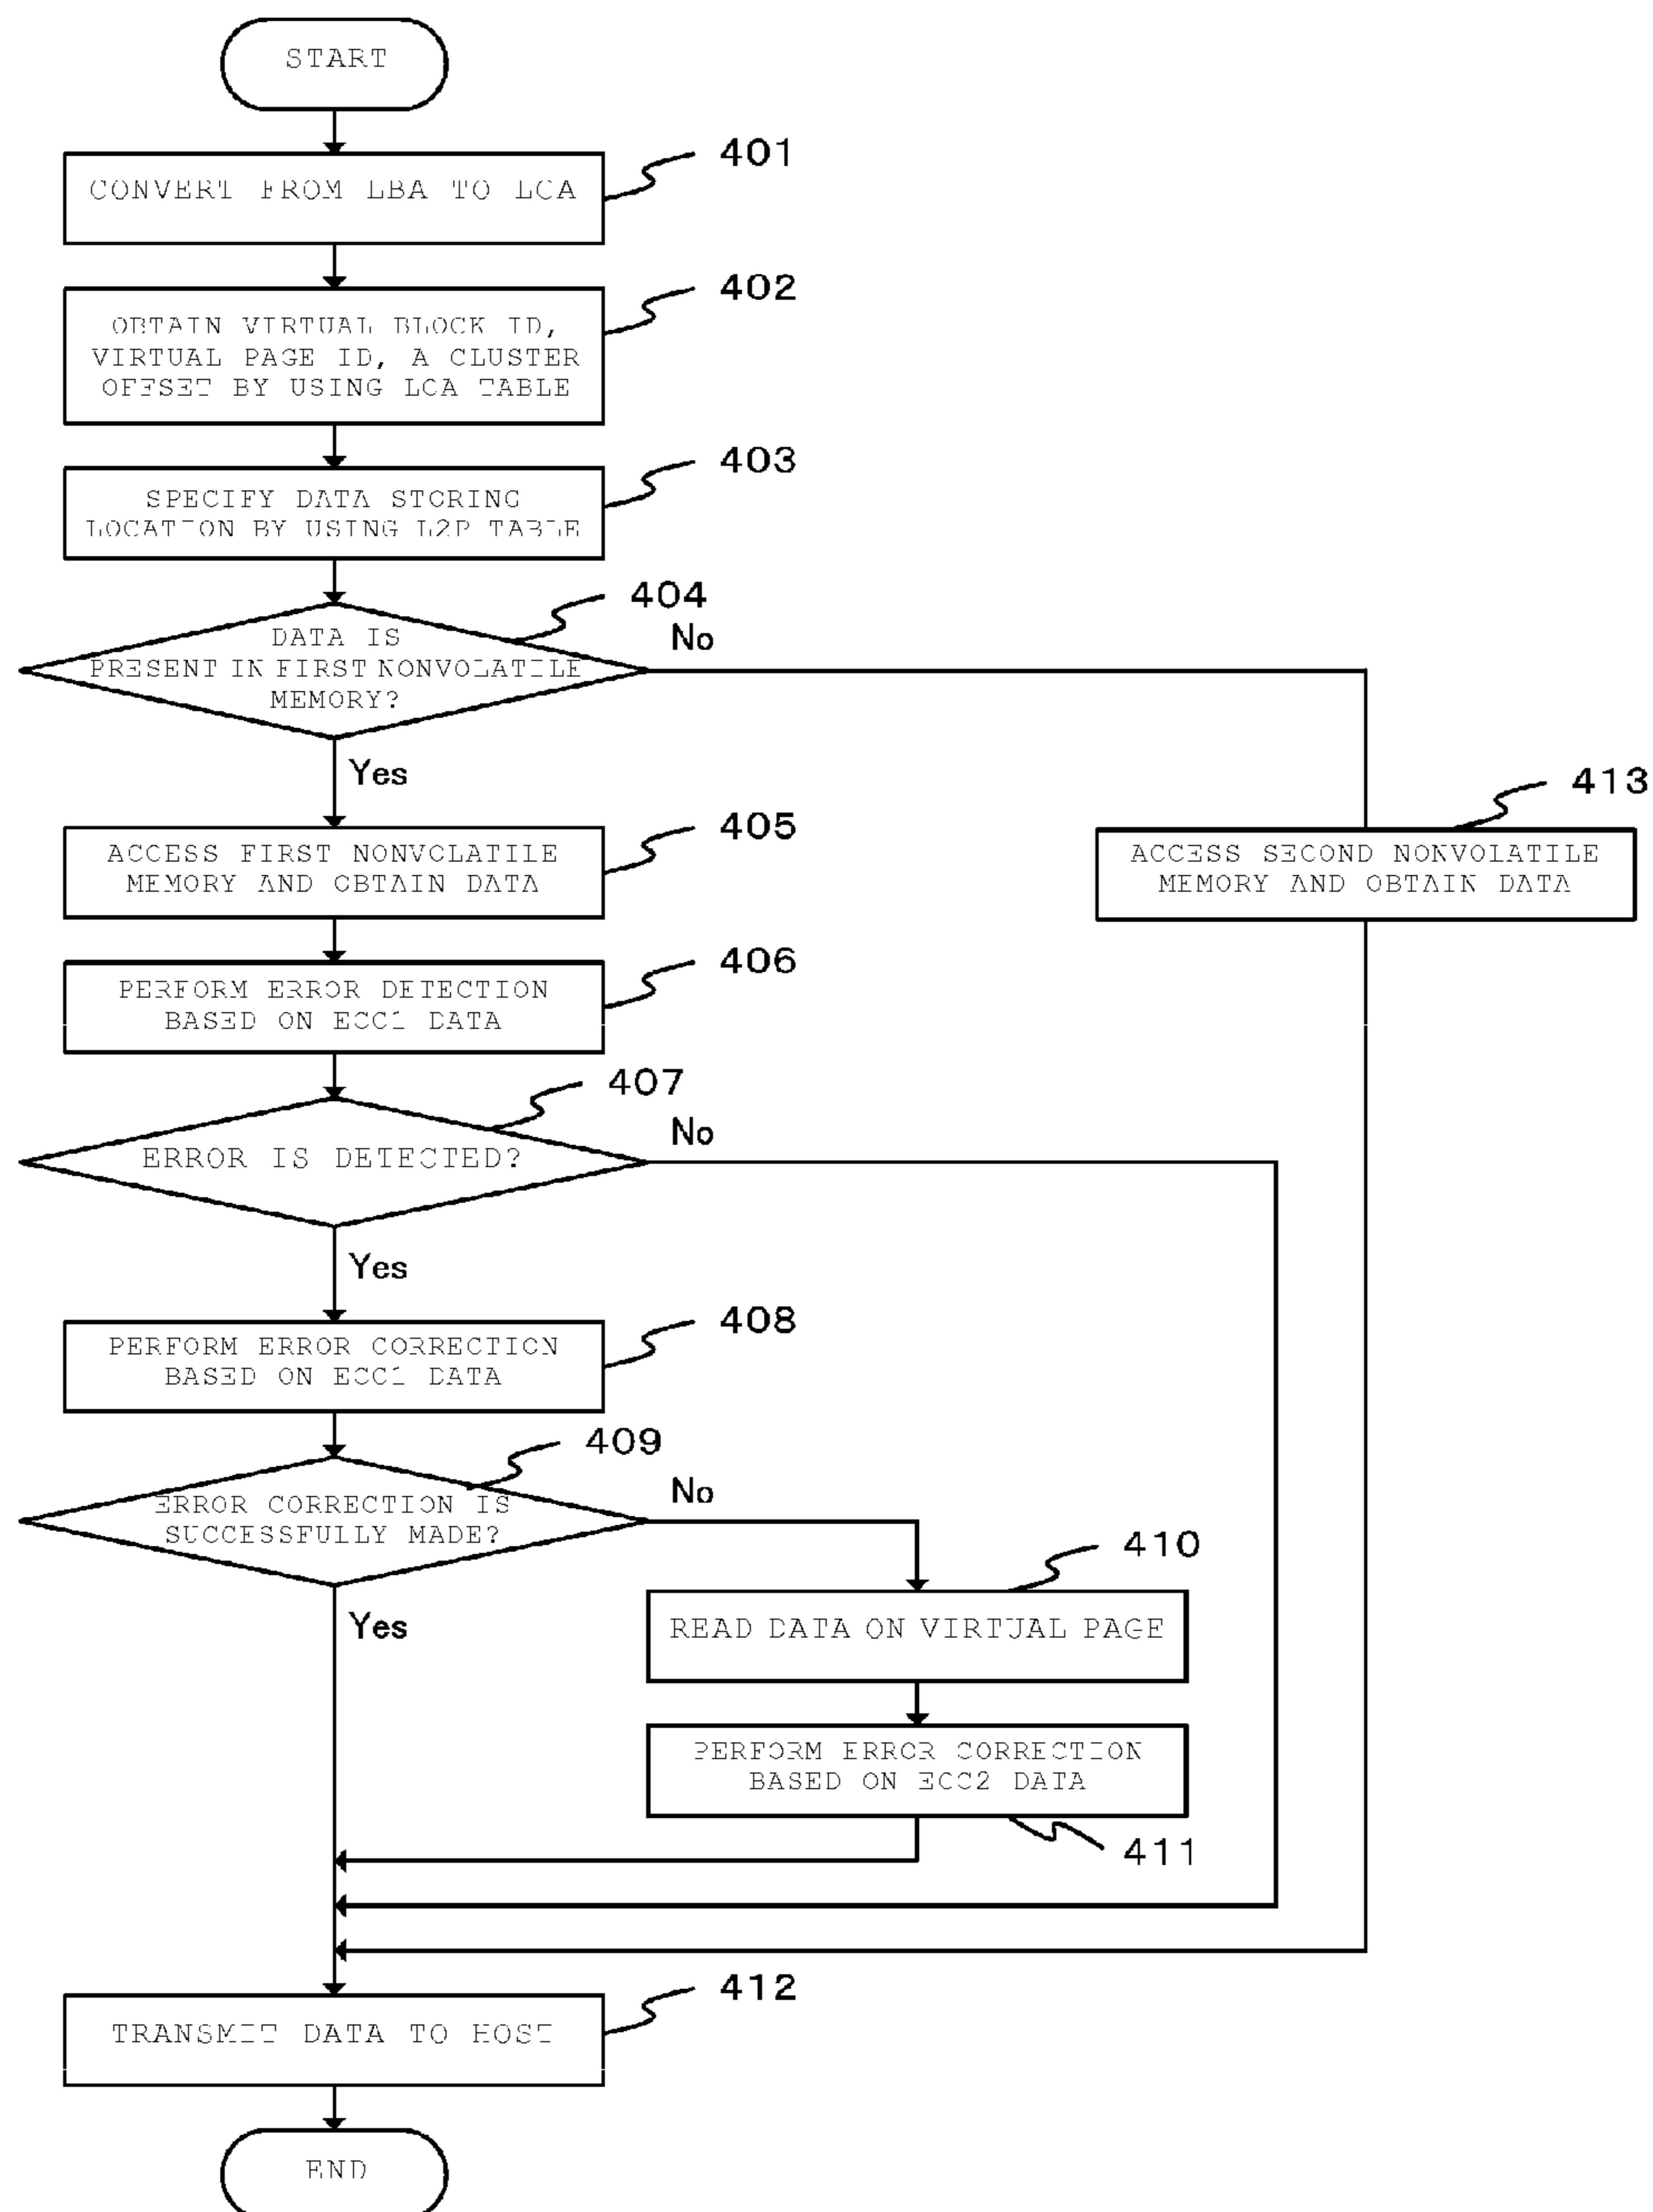 START
401
CONVERT FROM LBA TO LCA
402
OBTAIN VIRTUAL BLOCK ID,
VIRTUAL PAGE ID, A CLUSTER
OFFSET BY USING LCA TABLE
403
SPECIFY DATA STORING
LOCATION BY USING L2P TABLE
404
DATA IS
PRESENT IN FIRST NONVOLATILE
MEMORY?
No
Yes
413
ACCESS SECOND NONVOLATILE
MEMORY AND OBTAIN DATA
405
ACCESS FIRST NONVOLATILE
MEMORY AND OBTAIN DATA
406
PERFORM ERROR DETECTION
BASED ON ECC1 DATA
407
ERROR IS DETECTED?
No
Yes
408
PERFORM ERROR CORRECTION
BASED ON ECC1 DATA
409
ERROR CORRECTION IS
SUCCESSFULLY MADE?
No
Yes
410
READ DATA ON VIRTUAL PAGE
PERFORM ERROR CORRECTION
BASED ON ECC2 DATA
411
412
TRANSMIT DATA TO HOST
END